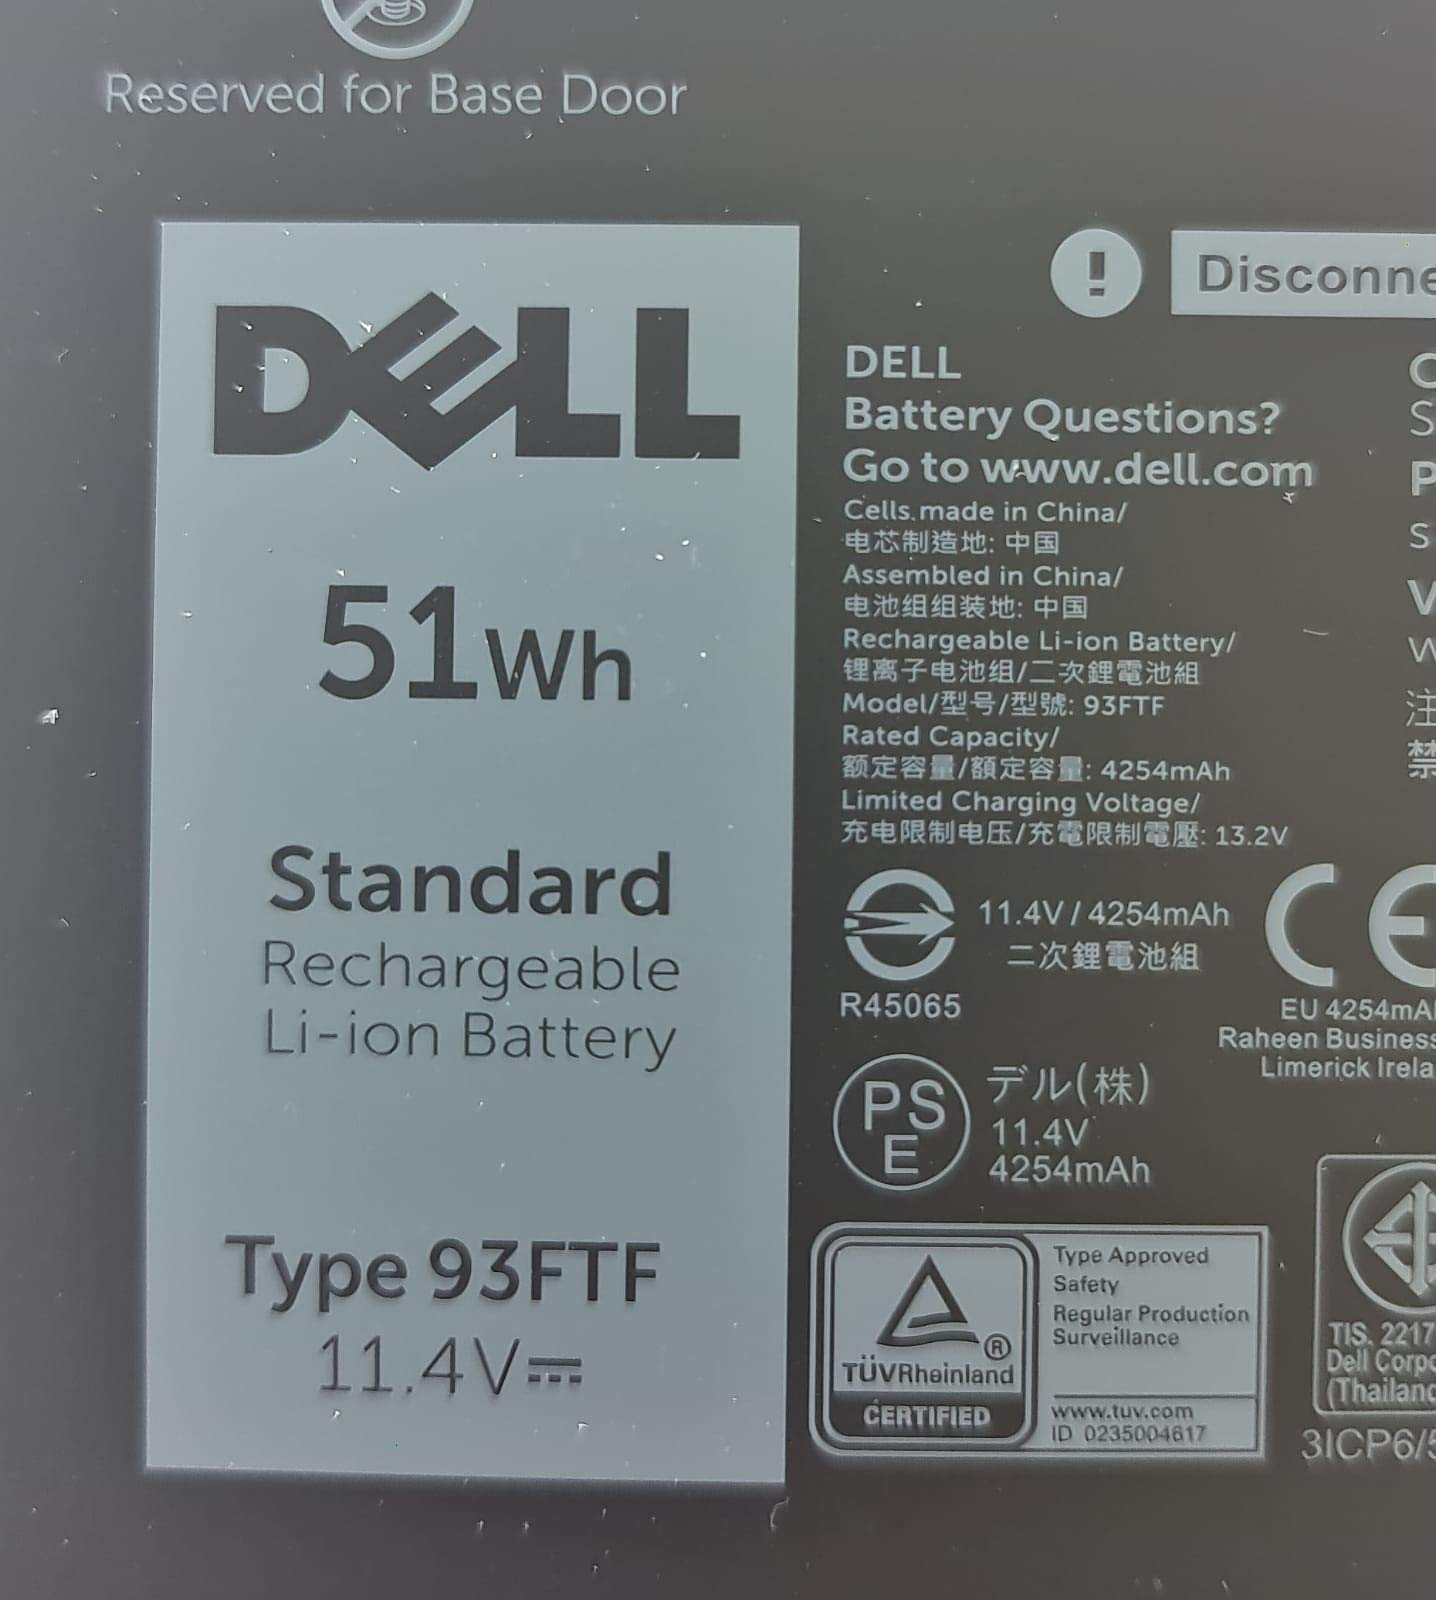 Reserved for Base Door
DELL
51Wh
Standard
Rechargeable
Li-ion Battery
Type 93FTF
11.4V
!
Disconne
DELL
Battery Questions?
Go to www.dell.com
Cells made in China/
电芯制造地: 中国
Assembled in China/
电池组组装地: 中国
Rechargeable Li-ion Battery/
锂离子电池组/二次鋰電池組
Model/型号/型號: 93FTF
Rated Capacity/
额定容量/額定容量: 4254mAh
Limited Charging Voltage/
充电限制电压/充電限制電壓: 13.2V
11.4V / 4254mAh
二次鋰電池組
R45065
CE
EU 4254mA
Raheen Business
Limerick Irela
PS
E
デル(株)
11.4V
4254mAh
TÜVRheinland
®
CERTIFIED
Type Approved
Safety
Regular Production
Surveillance
www.tuv.com
ID 0235004617
TIS. 2217
Dell Corpo
(Thailand
3ICP6/5
注
禁